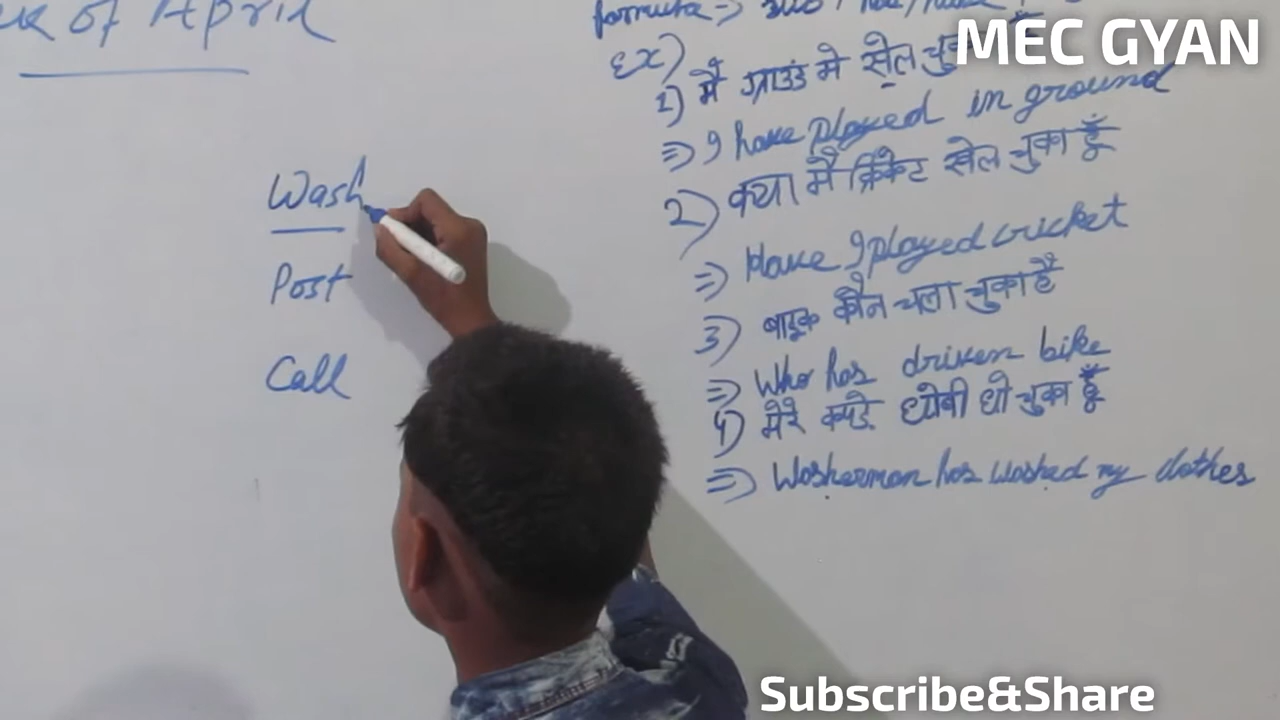 of April
Wash
Post
Call
formula →
Ex)
1) मैं ग्राउंड मे खेल
⇒ I have played in ground
2) क्या मैं क्रिकेट खेल चुका हूँ
⇒ Have I played cricket
3) बाइक कौन चला चुका है
⇒ Who has driven bike
4) मेरे कपडे धोबी धो चुका हूँ
⇒ Washerman has washed my clothes
MEC GYAN
Subscribe&Share